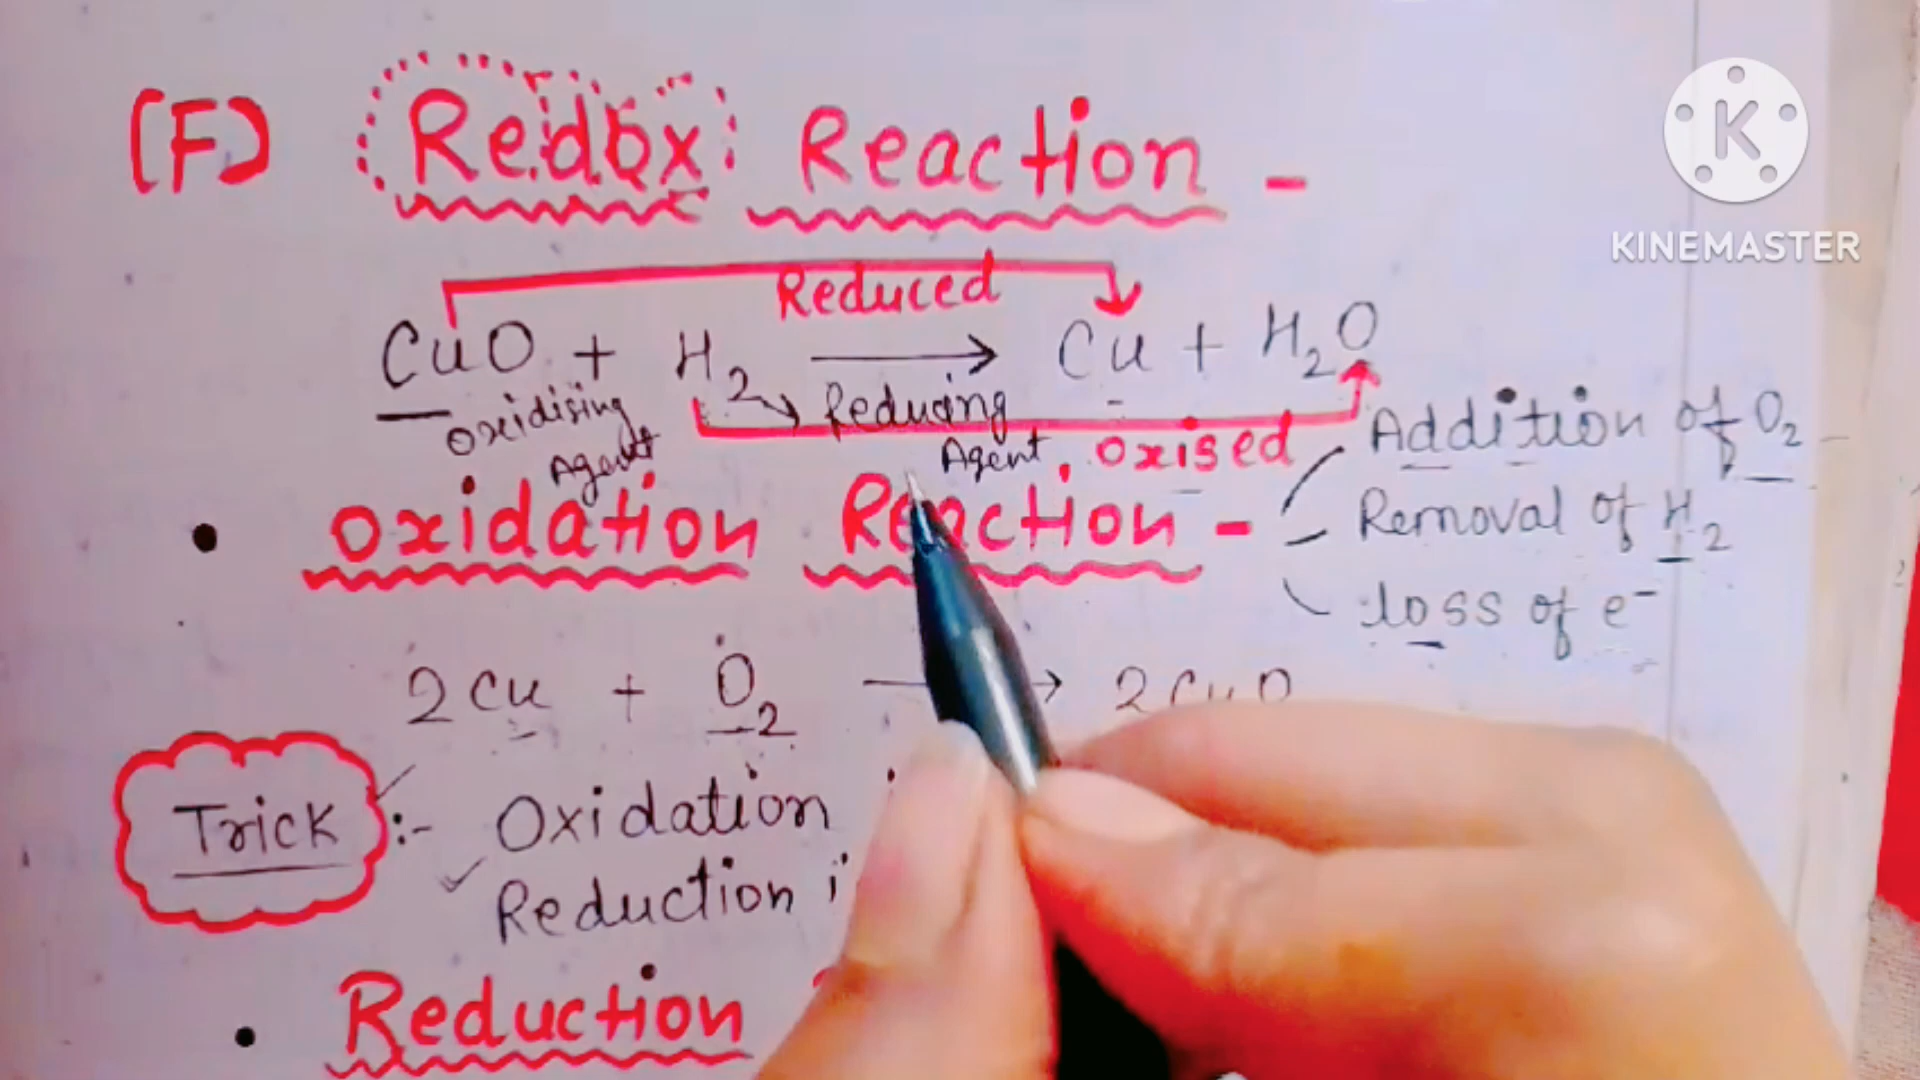 (F) Redox Reaction -
KINEMASTER
Reduced
CuO + H2 → Cu + H2O
oxidising Agent
Reducing Agent, oxised
• Oxidation Reaction -
Addition of O2
Removal of H2
loss of e-
2Cu + O2 → 2CuO
Trick :- Oxidation
Reduction
• Reduction